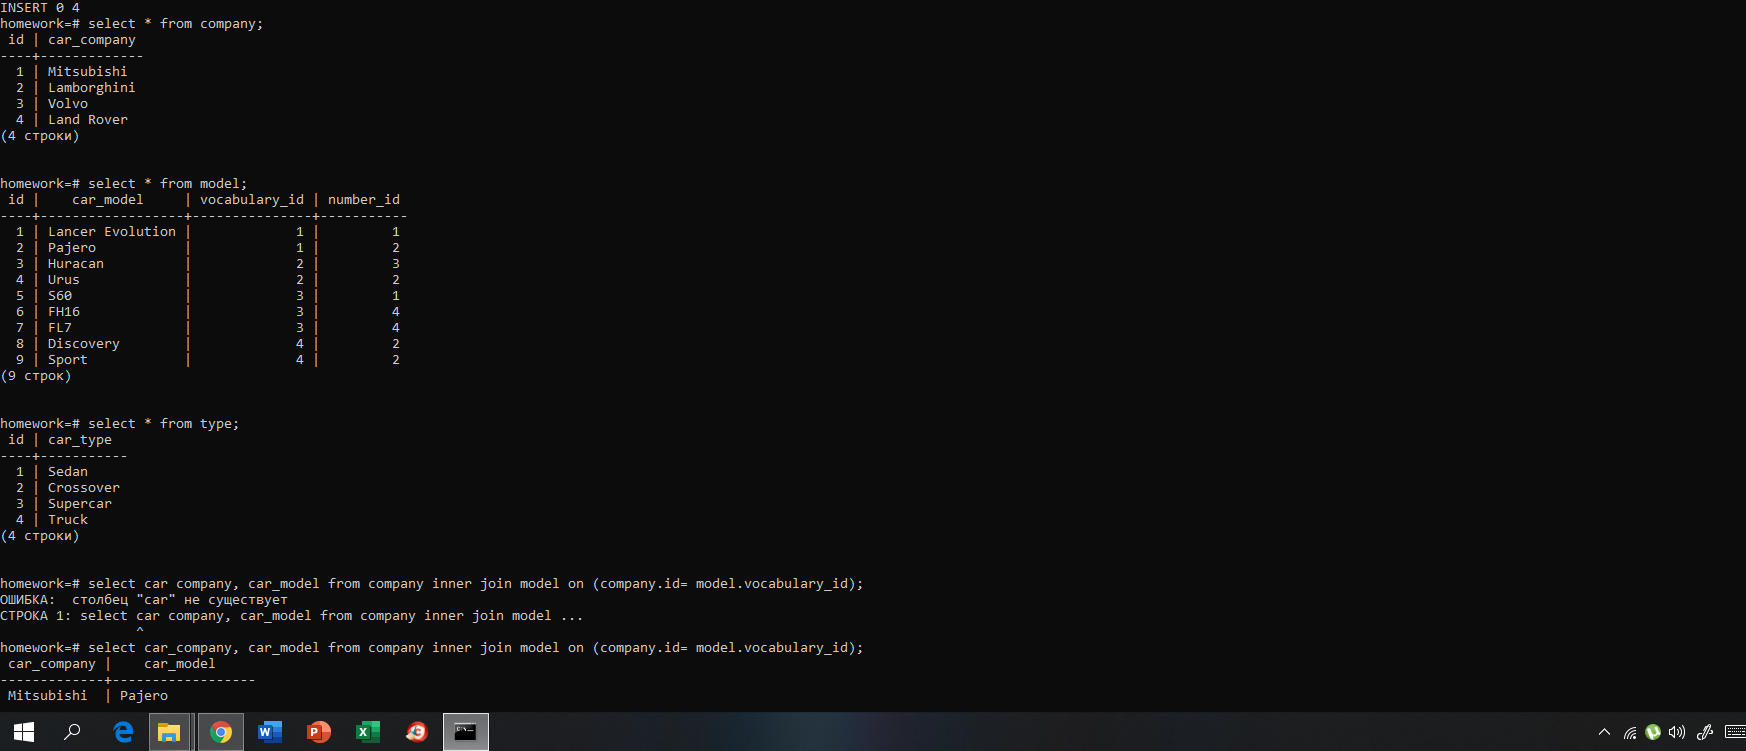 INSERT 0 4
homework=# select * from company;
 id | car_company
----+-------------
  1 | Mitsubishi
  2 | Lamborghini
  3 | Volvo
  4 | Land Rover
(4 строки)
homework=# select * from model;
 id |    car_model     | vocabulary_id | number_id
----+------------------+---------------+-----------
  1 | Lancer Evolution |             1 |         1
  2 | Pajero           |             1 |         2
  3 | Huracan          |             2 |         3
  4 | Urus             |             2 |         2
  5 | S60              |             3 |         1
  6 | FH16             |             3 |         4
  7 | FL7              |             3 |         4
  8 | Discovery        |             4 |         2
  9 | Sport            |             4 |         2
(9 строк)
homework=# select * from type;
 id | car_type
----+-----------
  1 | Sedan
  2 | Crossover
  3 | Supercar
  4 | Truck
(4 строки)
homework=# select car company, car_model from company inner join model on (company.id= model.vocabulary_id);
ОШИБКА:  столбец "car" не существует
СТРОКА 1: select car company, car_model from company inner join model ...
                 ^
homework=# select car_company, car_model from company inner join model on (company.id= model.vocabulary_id);
 car_company |    car_model
-------------+------------------
 Mitsubishi  | Pajero